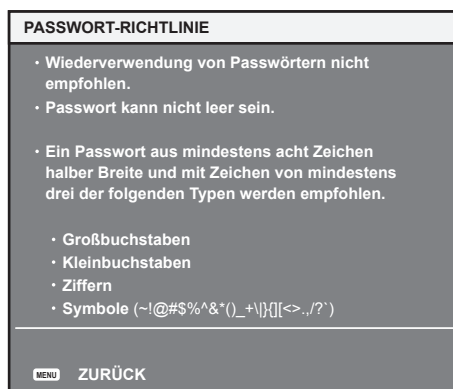 PASSWORT-RICHTLINIE
・Wiederverwendung von Passwörtern nicht
empfohlen.
・Passwort kann nicht leer sein.
・Ein Passwort aus mindestens acht Zeichen
halber Breite und mit Zeichen von mindestens
drei der folgenden Typen werden empfohlen.
・Großbuchstaben
・Kleinbuchstaben
・Ziffern
・Symbole (~!@#$%^&*()_+\|}{][<>.,/?`)
MENU ZURÜCK